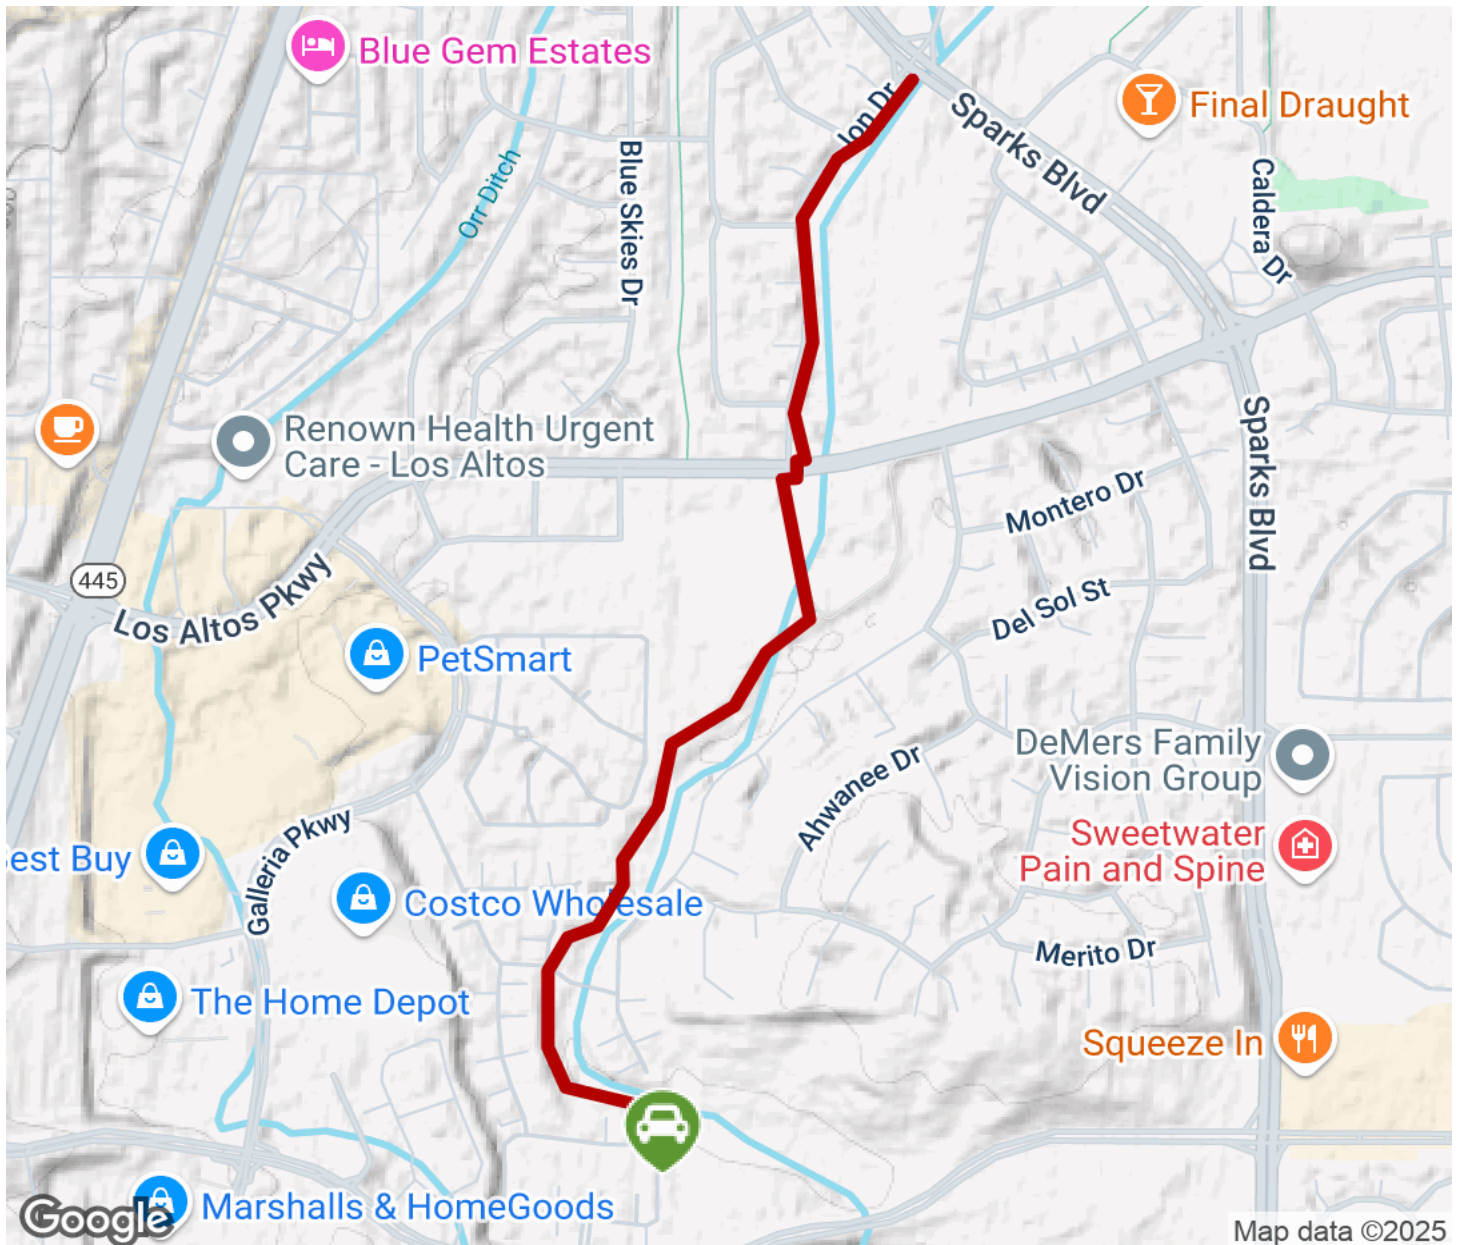 Blue Gem Estates
Final Draught
Sparks Blvd
Orr Ditch
Blue Skies Dr
Caldera Dr
Renown Health Urgent
Care - Los Altos
Sparks Blvd
Montero Dr
445
Los Altos Pkwy
Del Sol St
PetSmart
DeMers Family
Vision Group
Ahwanee Dr
Galleria Pkwy
est Buy
Sweetwater
Pain and Spine
Costco Wholesale
Merito Dr
The Home Depot
Squeeze In
Marshalls & HomeGoods
Google
Map data ©2025